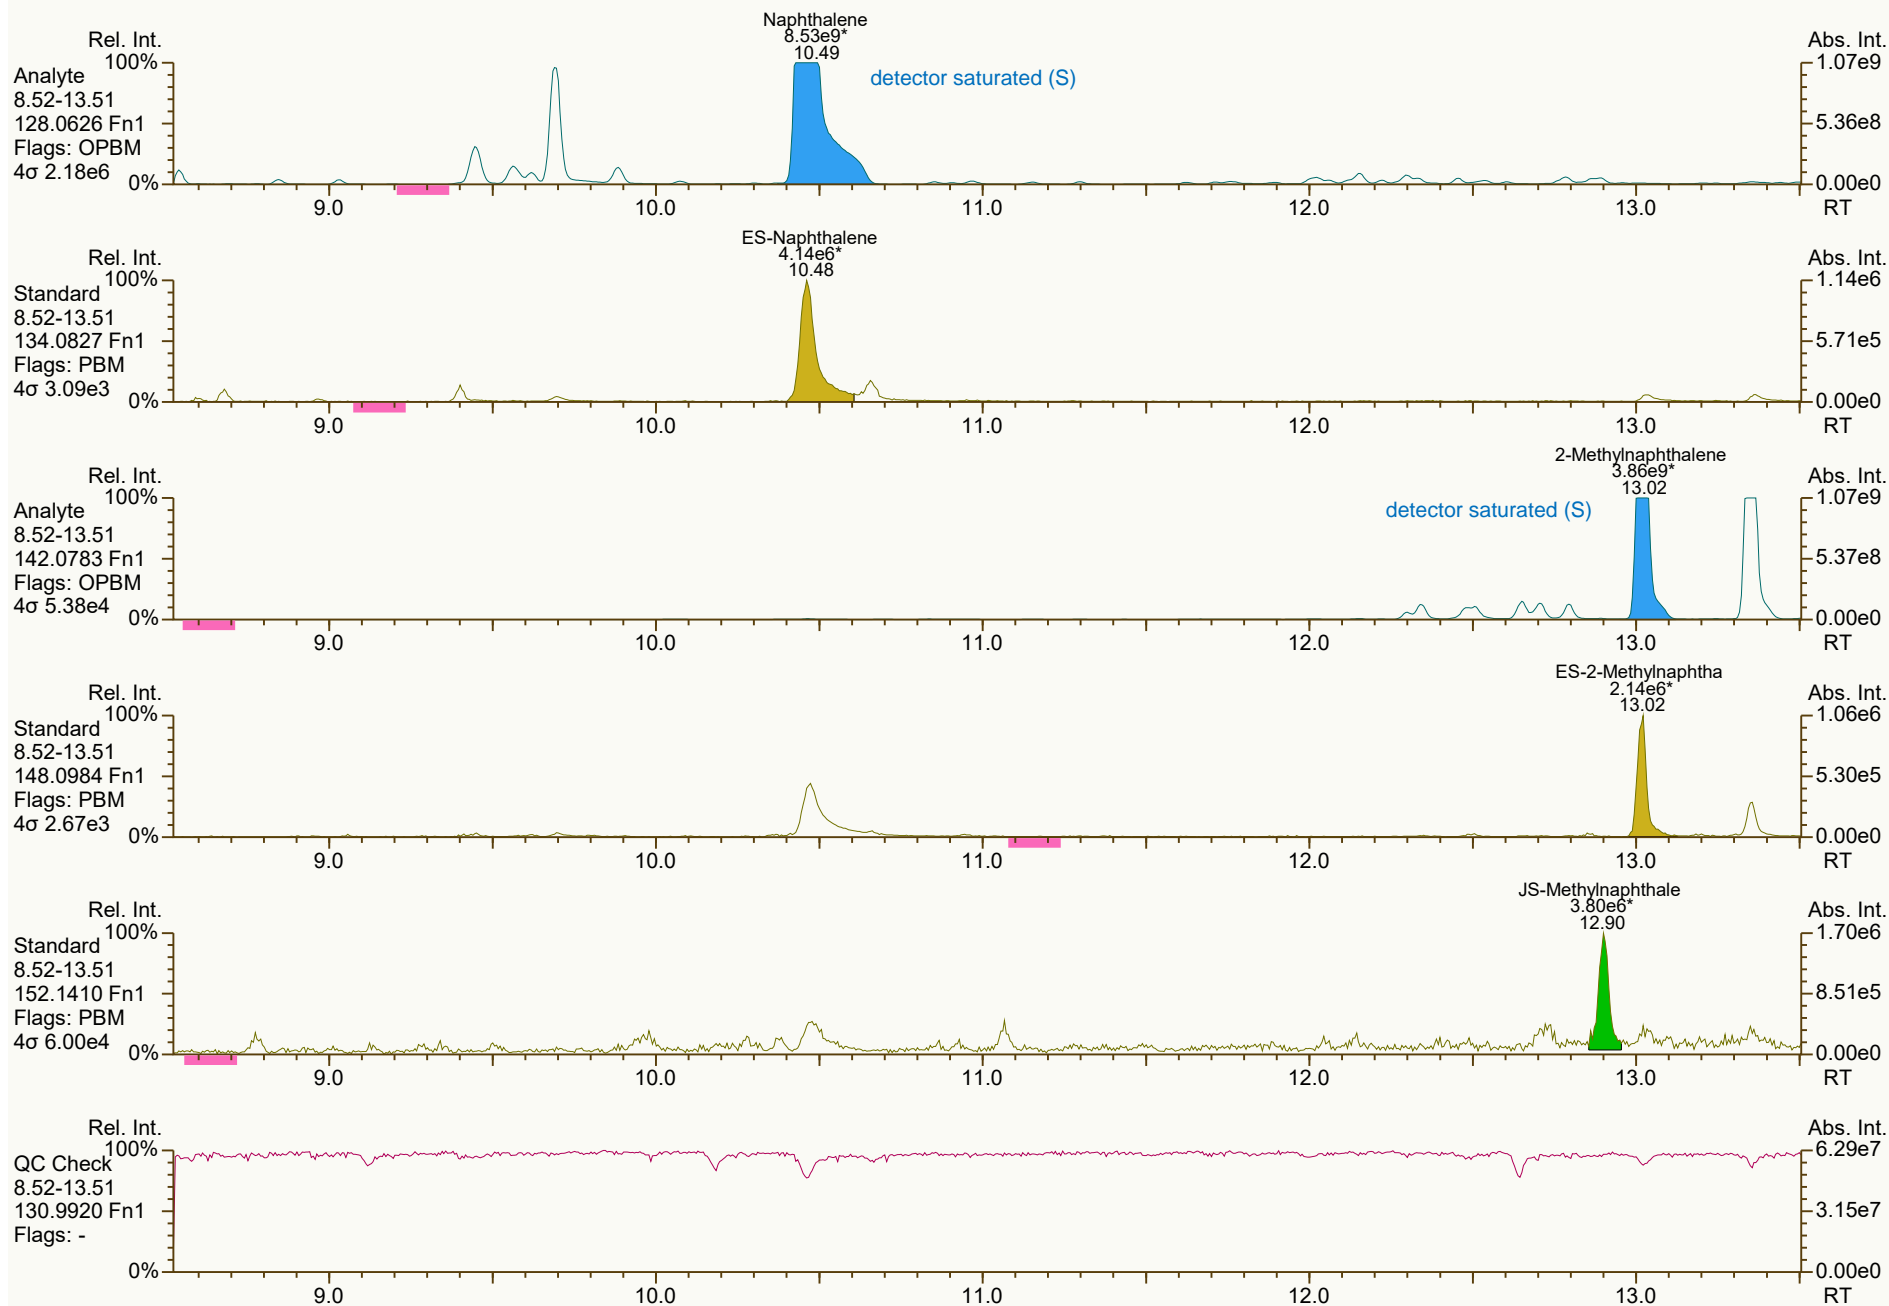 Naphthalene
8.53e9*
10.49
Rel. Int.
Abs. Int.
100%
1.07e9
Analyte
8.52-13.51
128.0626 Fn1
Flags: OPBM
4σ 2.18e6
detector saturated (S)
5.36e8
0%
0.00e0
9.0 10.0 11.0 12.0 13.0 RT
ES-Naphthalene
4.14e6*
10.48
Rel. Int.
Abs. Int.
100%
1.14e6
Standard
8.52-13.51
134.0827 Fn1
Flags: PBM
4σ 3.09e3
5.71e5
0%
0.00e0
9.0 10.0 11.0 12.0 13.0 RT
2-Methylnaphthalene
3.86e9*
13.02
Rel. Int.
Abs. Int.
100%
1.07e9
Analyte
8.52-13.51
142.0783 Fn1
Flags: OPBM
4σ 5.38e4
detector saturated (S)
5.37e8
0%
0.00e0
9.0 10.0 11.0 12.0 13.0 RT
ES-2-Methylnaphtha
2.14e6*
13.02
Rel. Int.
Abs. Int.
100%
1.06e6
Standard
8.52-13.51
148.0984 Fn1
Flags: PBM
4σ 2.67e3
5.30e5
0%
0.00e0
9.0 10.0 11.0 12.0 13.0 RT
JS-Methylnaphthale
3.80e6*
12.90
Rel. Int.
Abs. Int.
100%
1.70e6
Standard
8.52-13.51
152.1410 Fn1
Flags: PBM
4σ 6.00e4
8.51e5
0%
0.00e0
9.0 10.0 11.0 12.0 13.0 RT
Rel. Int.
Abs. Int.
100%
6.29e7
QC Check
8.52-13.51
130.9920 Fn1
Flags: -
3.15e7
0%
0.00e0
9.0 10.0 11.0 12.0 13.0 RT